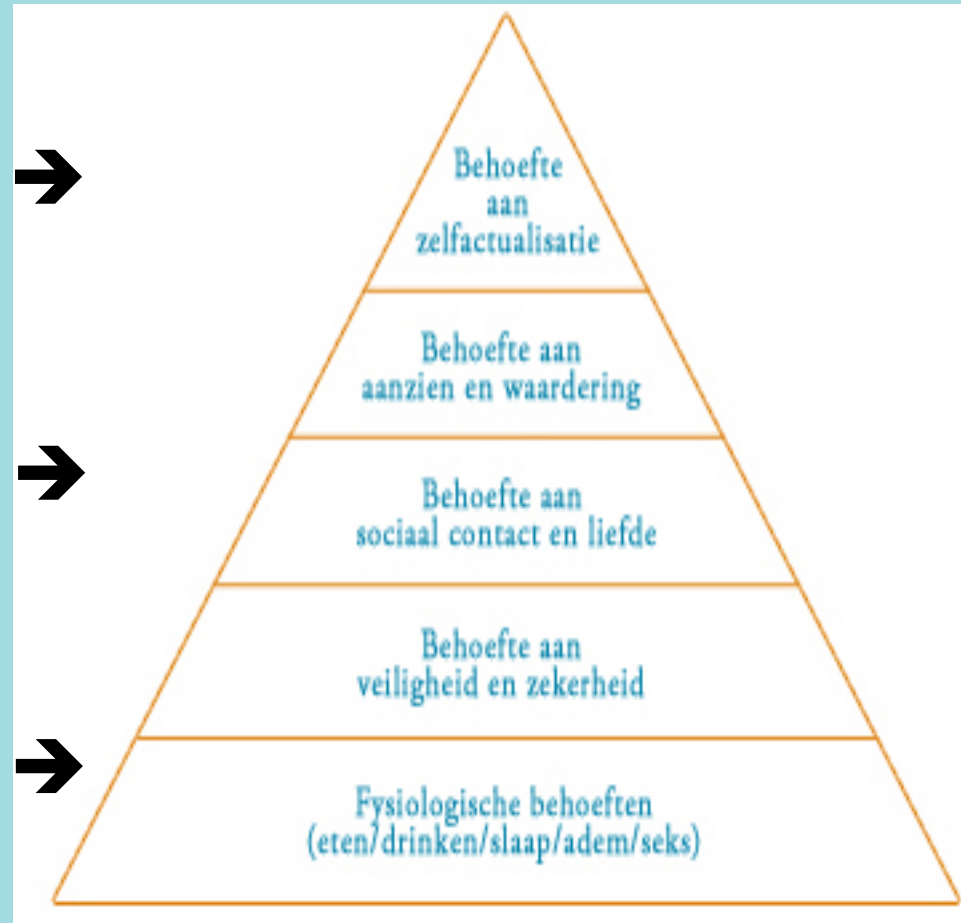 Behoefte
aan
zelfactualisatie
Behoefte aan
aanzien en waardering
Behoefte aan
sociaal contact en liefde
Behoefte aan
veiligheid en zekerheid
Fysiologische behoeften
(eten/drinken/slaap/adem/seks)